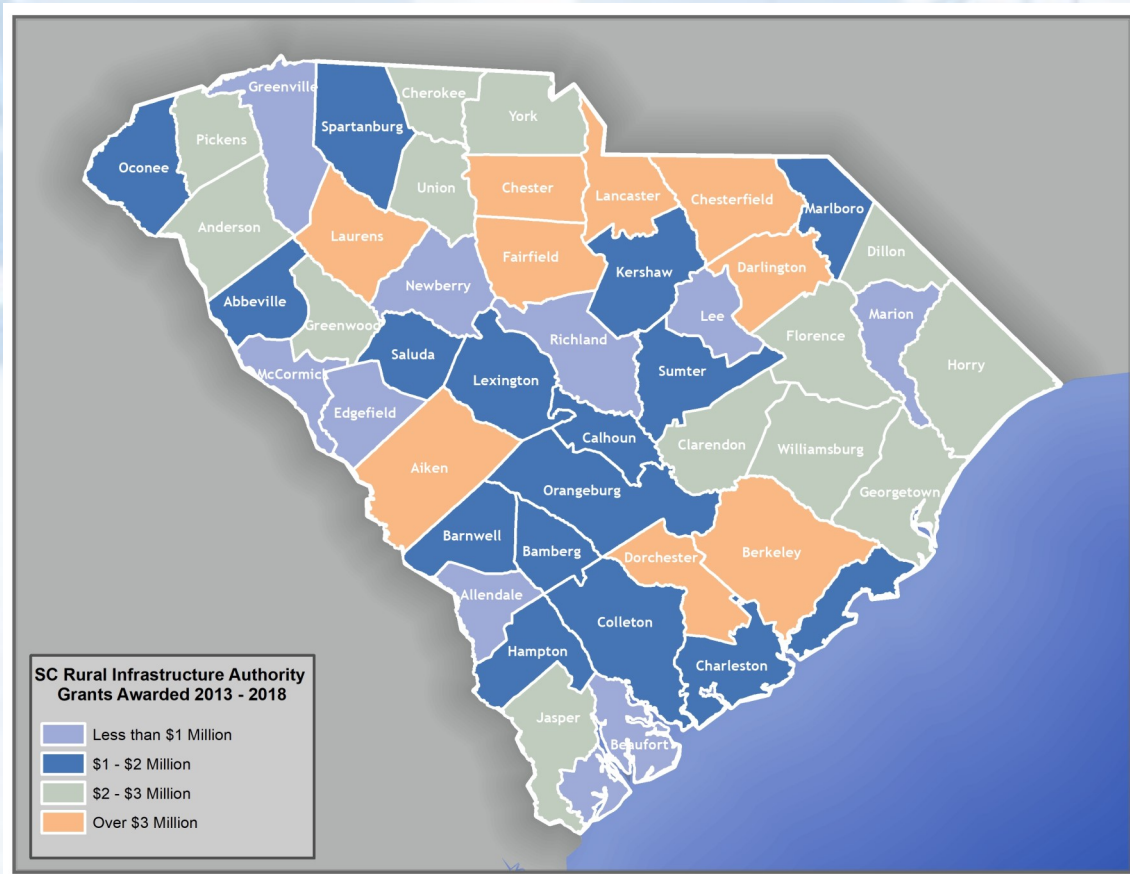 Greenville
Cherokee
York
Spartanburg
Pickens
Oconee
Union
Chester
Lancaster
Chesterfield
Marlboro
Anderson
Laurens
Fairfield
Kershaw
Darlington
Dillon
Newberry
Abbeville
Greenwood
Richland
Lee
Marion
Florence
Horry
Saluda
McCormick
Lexington
Sumter
Edgefield
Calhoun
Clarendon
Williamsburg
Aiken
Orangeburg
Georgetown
Barnwell
Bamberg
Dorchester
Berkeley
Allendale
Colleton
Hampton
Charleston
Jasper
Beaufort
SC Rural Infrastructure Authority
Grants Awarded 2013 - 2018
Less than $1 Million
$1 - $2 Million
$2 - $3 Million
Over $3 Million